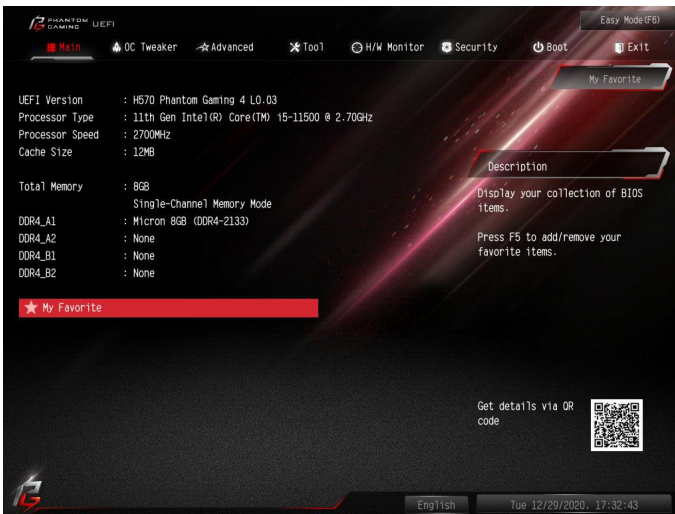 PHANTOM GAMING UEFI
Easy Mode(F6)
Main OC Tweaker Advanced Tool H/W Monitor Security Boot Exit
My Favorite
UEFI Version : H570 Phantom Gaming 4 L0.03
Processor Type : 11th Gen Intel(R) Core(TM) i5-11500 @ 2.70GHz
Processor Speed : 2700MHz
Cache Size : 12MB
Total Memory : 8GB
Single-Channel Memory Mode
DDR4_A1 : Micron 8GB (DDR4-2133)
DDR4_A2 : None
DDR4_B1 : None
DDR4_B2 : None
My Favorite
Description
Display your collection of BIOS
items.
Press F5 to add/remove your
favorite items.
Get details via QR
code
English
Tue 12/29/2020. 17:32:43